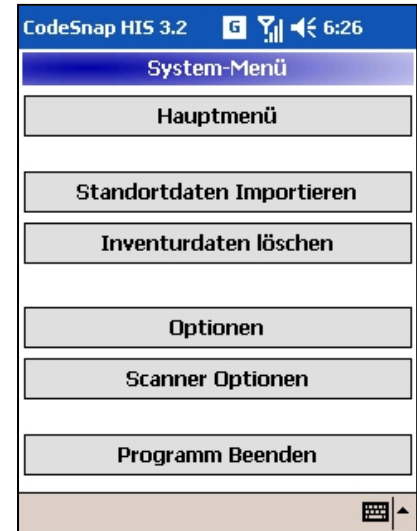 CodeSnap HIS 3.2 G 6:26
System-Menü
Hauptmenü
Standortdaten Importieren
Inventurdaten löschen
Optionen
Scanner Optionen
Programm Beenden